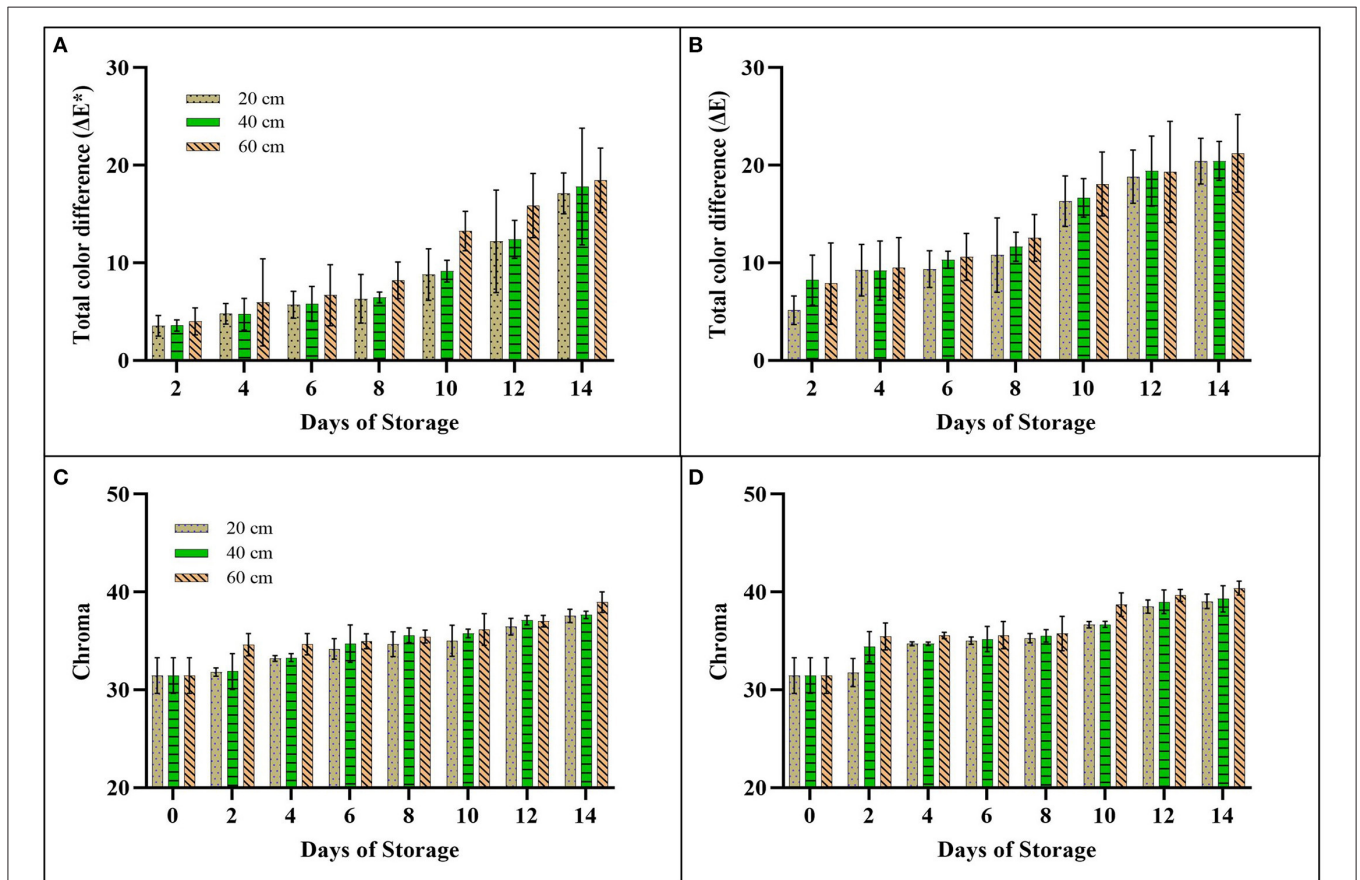 A
Total color difference (ΔE*)
30
20
10
0
20 cm
40 cm
60 cm
2 4 6 8 10 12 14
Days of Storage
B
Total color difference (ΔE)
30
20
10
0
2 4 6 8 10 12 14
Days of Storage
C
Chroma
50
40
30
20
20 cm
40 cm
60 cm
0 2 4 6 8 10 12 14
Days of Storage
D
Chroma
50
40
30
20
0 2 4 6 8 10 12 14
Days of Storage